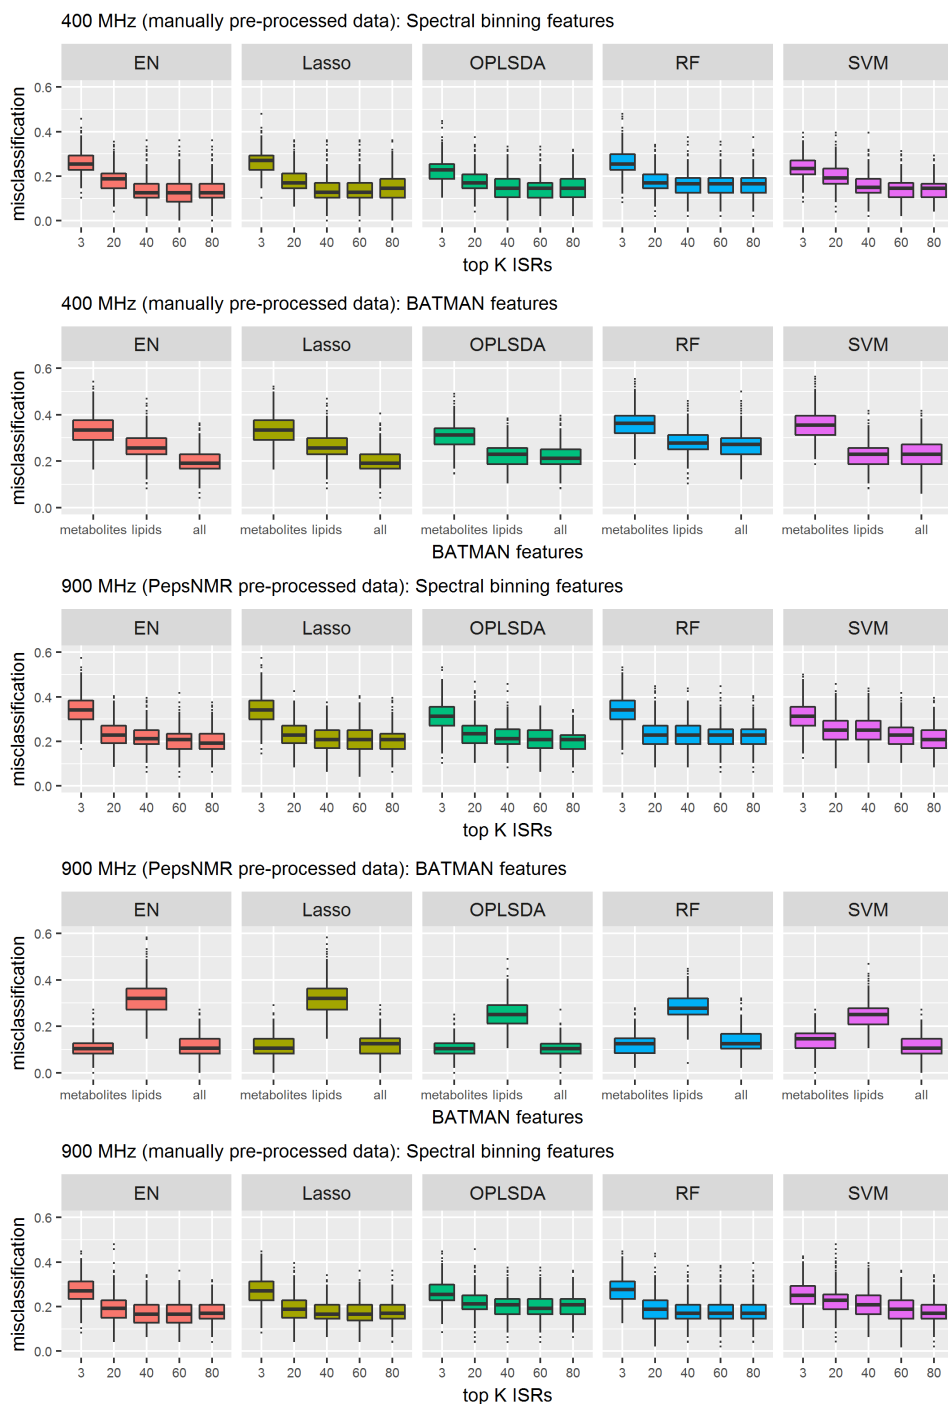 400 MHz (manually pre-processed data): Spectral binning features
EN Lasso OPLSDA RF SVM
misclassification
0.6
0.4
0.2
0.0
3 20 40 60 80 3 20 40 60 80 3 20 40 60 80 3 20 40 60 80 3 20 40 60 80
top K ISRs
400 MHz (manually pre-processed data): BATMAN features
EN Lasso OPLSDA RF SVM
misclassification
0.6
0.4
0.2
0.0
metabolites lipids all metabolites lipids all metabolites lipids all metabolites lipids all metabolites lipids all
BATMAN features
900 MHz (PepsNMR pre-processed data): Spectral binning features
EN Lasso OPLSDA RF SVM
misclassification
0.6
0.4
0.2
0.0
3 20 40 60 80 3 20 40 60 80 3 20 40 60 80 3 20 40 60 80 3 20 40 60 80
top K ISRs
900 MHz (PepsNMR pre-processed data): BATMAN features
EN Lasso OPLSDA RF SVM
misclassification
0.6
0.4
0.2
0.0
metabolites lipids all metabolites lipids all metabolites lipids all metabolites lipids all metabolites lipids all
BATMAN features
900 MHz (manually pre-processed data): Spectral binning features
EN Lasso OPLSDA RF SVM
misclassification
0.6
0.4
0.2
0.0
3 20 40 60 80 3 20 40 60 80 3 20 40 60 80 3 20 40 60 80 3 20 40 60 80
top K ISRs